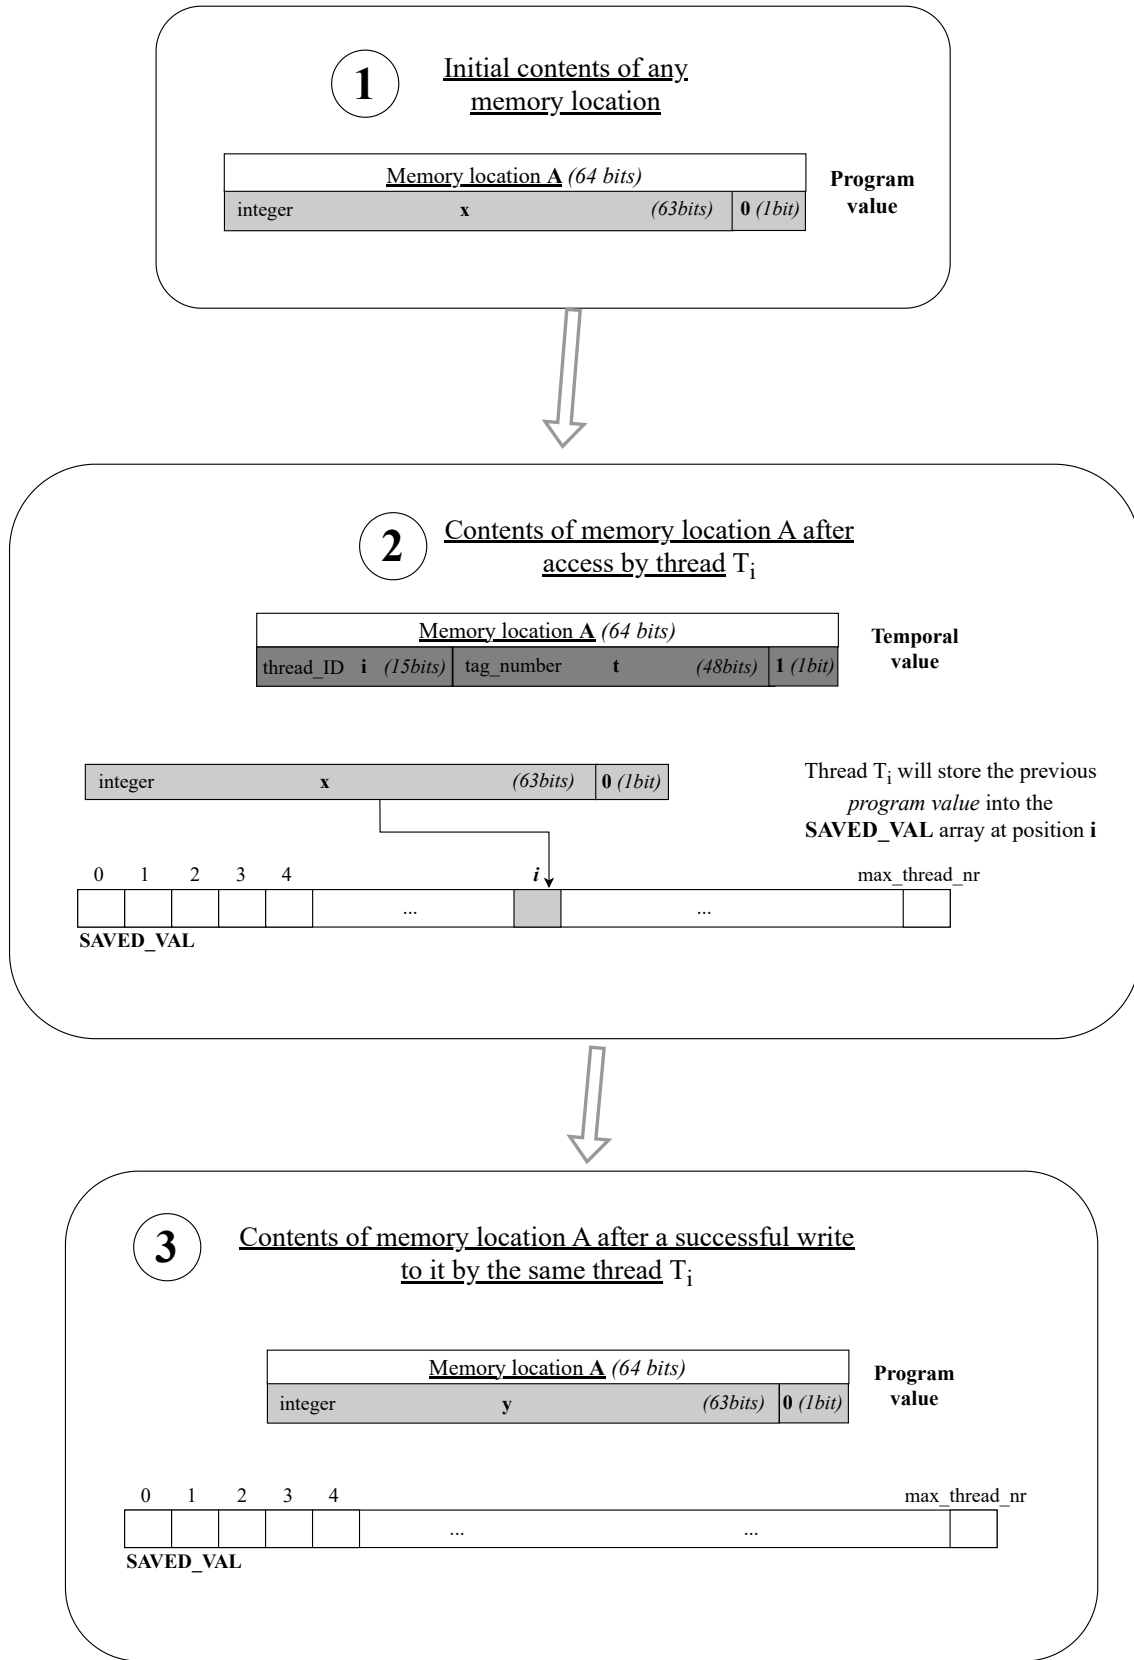 1
Initial contents of any
memory location
Memory location A (64 bits)
integer x (63bits) 0 (1bit)
Program
value
2
Contents of memory location A after
access by thread Ti
Memory location A (64 bits)
thread_ID i (15bits) tag_number t (48bits) 1 (1bit)
Temporal
value
integer x (63bits) 0 (1bit)
Thread Ti will store the previous
program value into the
SAVED_VAL array at position i
0 1 2 3 4 i max_thread_nr
... ...
SAVED_VAL
3
Contents of memory location A after a successful write
to it by the same thread Ti
Memory location A (64 bits)
integer y (63bits) 0 (1bit)
Program
value
0 1 2 3 4 max_thread_nr
... ...
SAVED_VAL